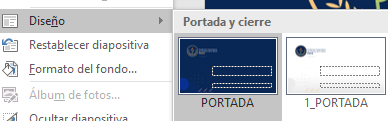 Diseño
Restablecer diapositiva
Formato del fondo...
Álbum de fotos...
Ocultar diapositiva
Portada y cierre
PORTADA
1_PORTADA